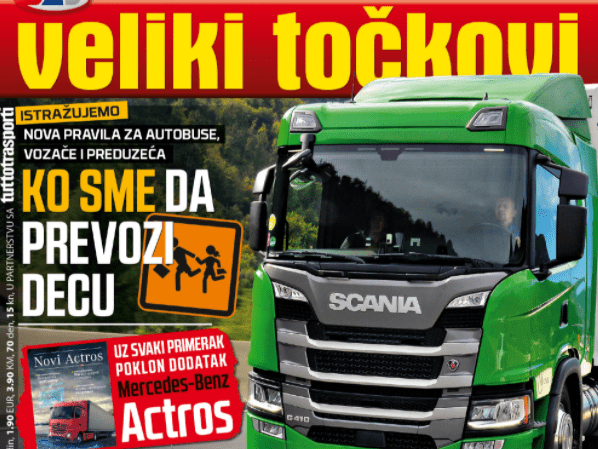 veliki točkovi
ISTRAŽUJEMO
NOVA PRAVILA ZA AUTOBUSE,
VOZAČE I PREDUZEĆA
KO SME DA
PREVOZI
DECU
SCANIA
G 410
Novi Actros
UZ SVAKI PRIMERAK
POKLON DODATAK
Mercedes-Benz
Actros
1.90 EUR, 3.90 KM, 70 den, 15 kn, U PARTNERSTVU SA tuttotrasporti